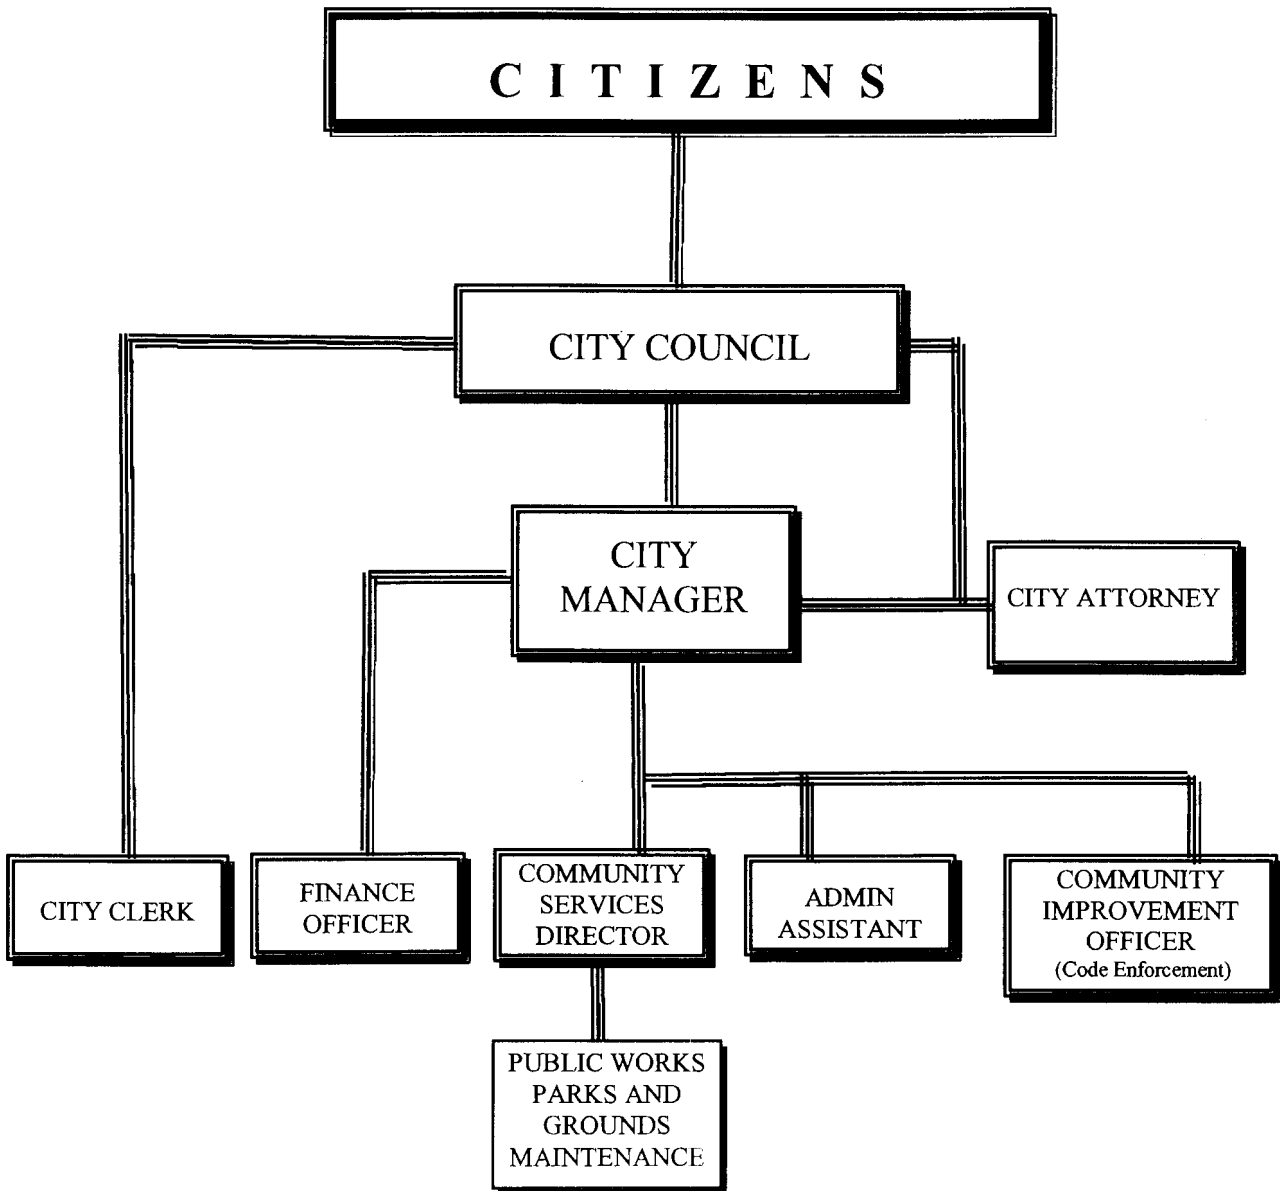 C I T I Z E N S
CITY COUNCIL
CITY
MANAGER
CITY ATTORNEY
CITY CLERK
FINANCE
OFFICER
COMMUNITY
SERVICES
DIRECTOR
ADMIN
ASSISTANT
COMMUNITY
IMPROVEMENT
OFFICER
(Code Enforcement)
PUBLIC WORKS
PARKS AND
GROUNDS
MAINTENANCE